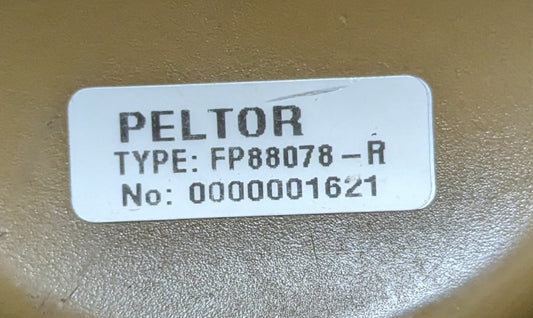 PELTOR
TYPE: FP88078-R
No: 0000001621